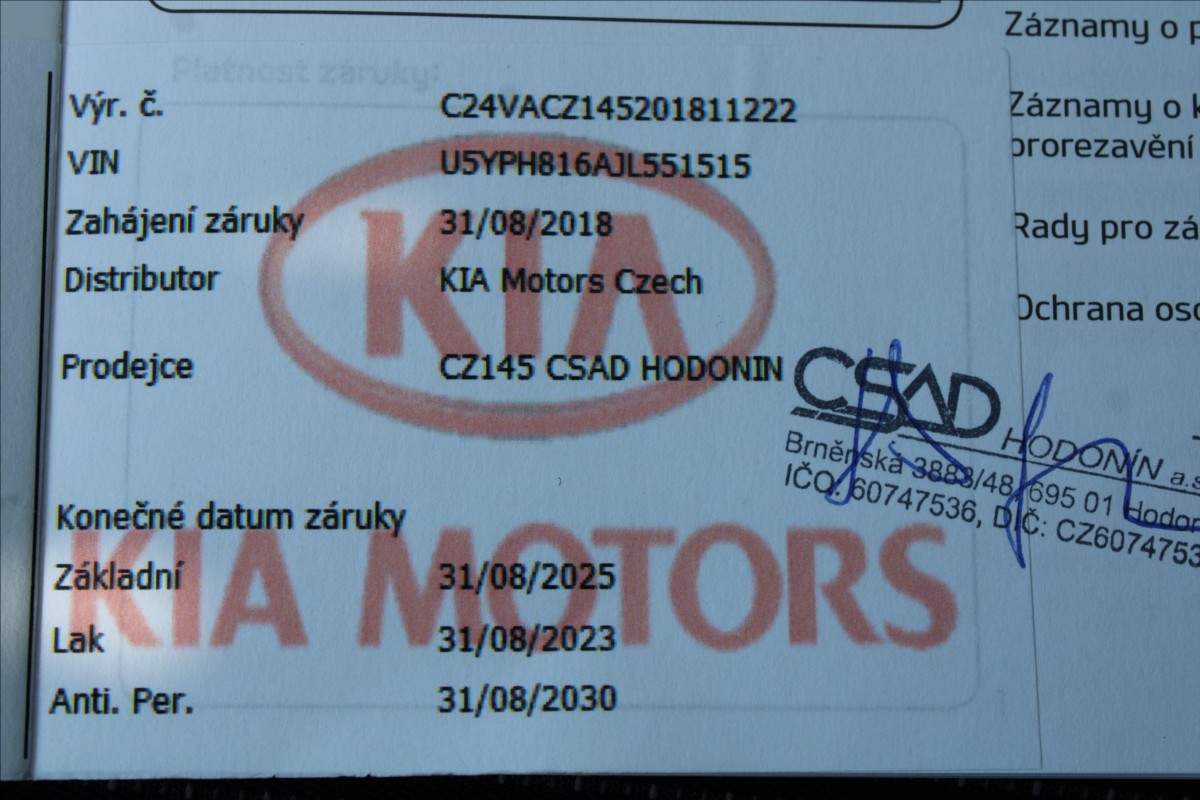 Platnost záruky:
Výr. č. C24VACZ145201811222
VIN U5YPH816AJL551515
Zahájení záruky 31/08/2018
Distributor KIA Motors Czech
KIA
Prodejce CZ145 CSAD HODONIN
CSAD HODONÍN a.s
Brněnská 3883/48, 695 01 Hodon
IČO: 60747536, DIČ: CZ6074753
Konečné datum záruky
Základní 31/08/2025
KIA MOTORS
Lak 31/08/2023
Anti. Per. 31/08/2030
Záznamy o p
Záznamy o k
prorezavění
Rady pro zá
Ochrana oso